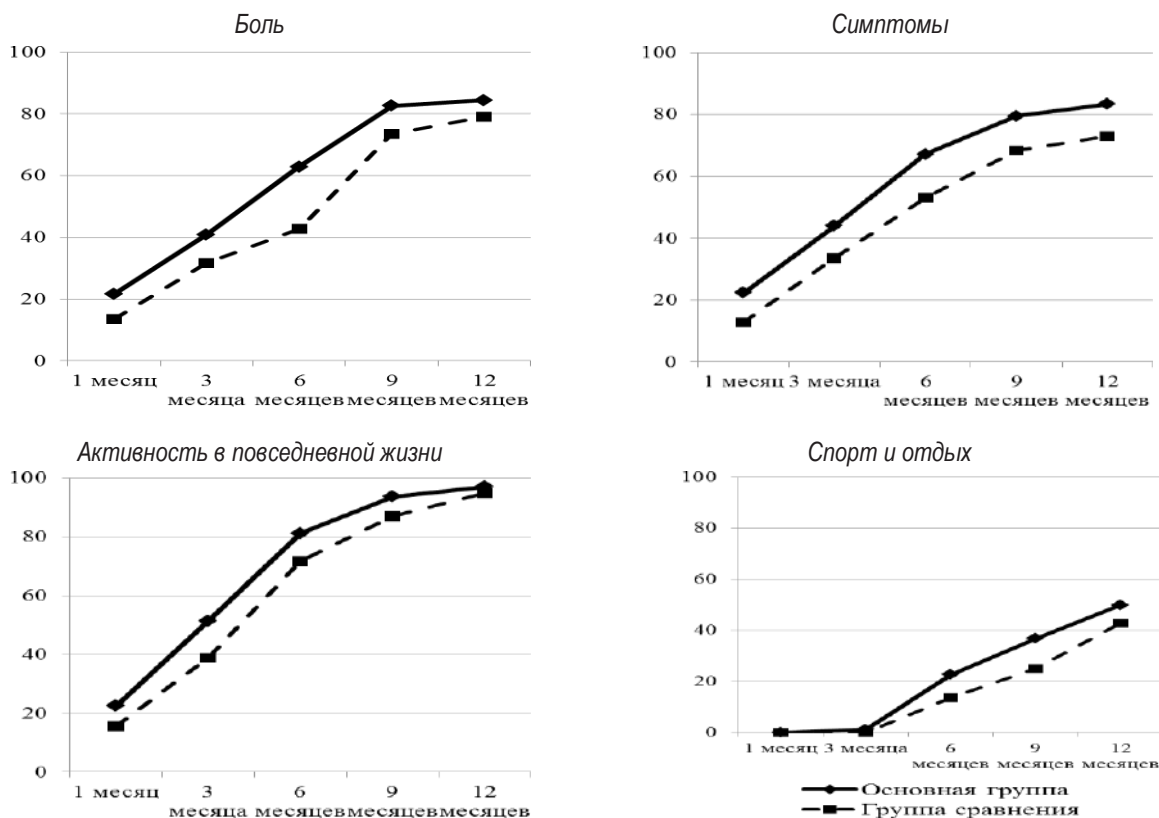 Боль
100
80
60
40
20
0
1 месяц 3 6 9 12
месяца месяцев месяцев месяцев
Симптомы
100
80
60
40
20
0
1 месяц 3 месяца 6 9 12
месяцев месяцев месяцев
Активность в повседневной жизни
100
80
60
40
20
0
1 месяц 3 6 9 12
месяца месяцев месяцев месяцев
Спорт и отдых
100
80
60
40
20
0
1 месяц 3 месяца 6 9 12
месяцев месяцев месяцев
Основная группа
Группа сравнения